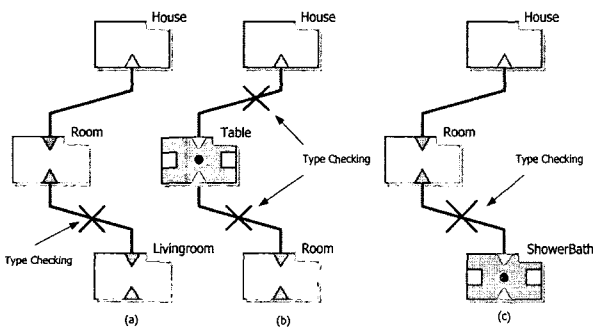 House
House
House
Room
Table
Room
Type Checking
Type Checking
Type Checking
Livingroom
Room
ShowerBath
(a)
(b)
(c)